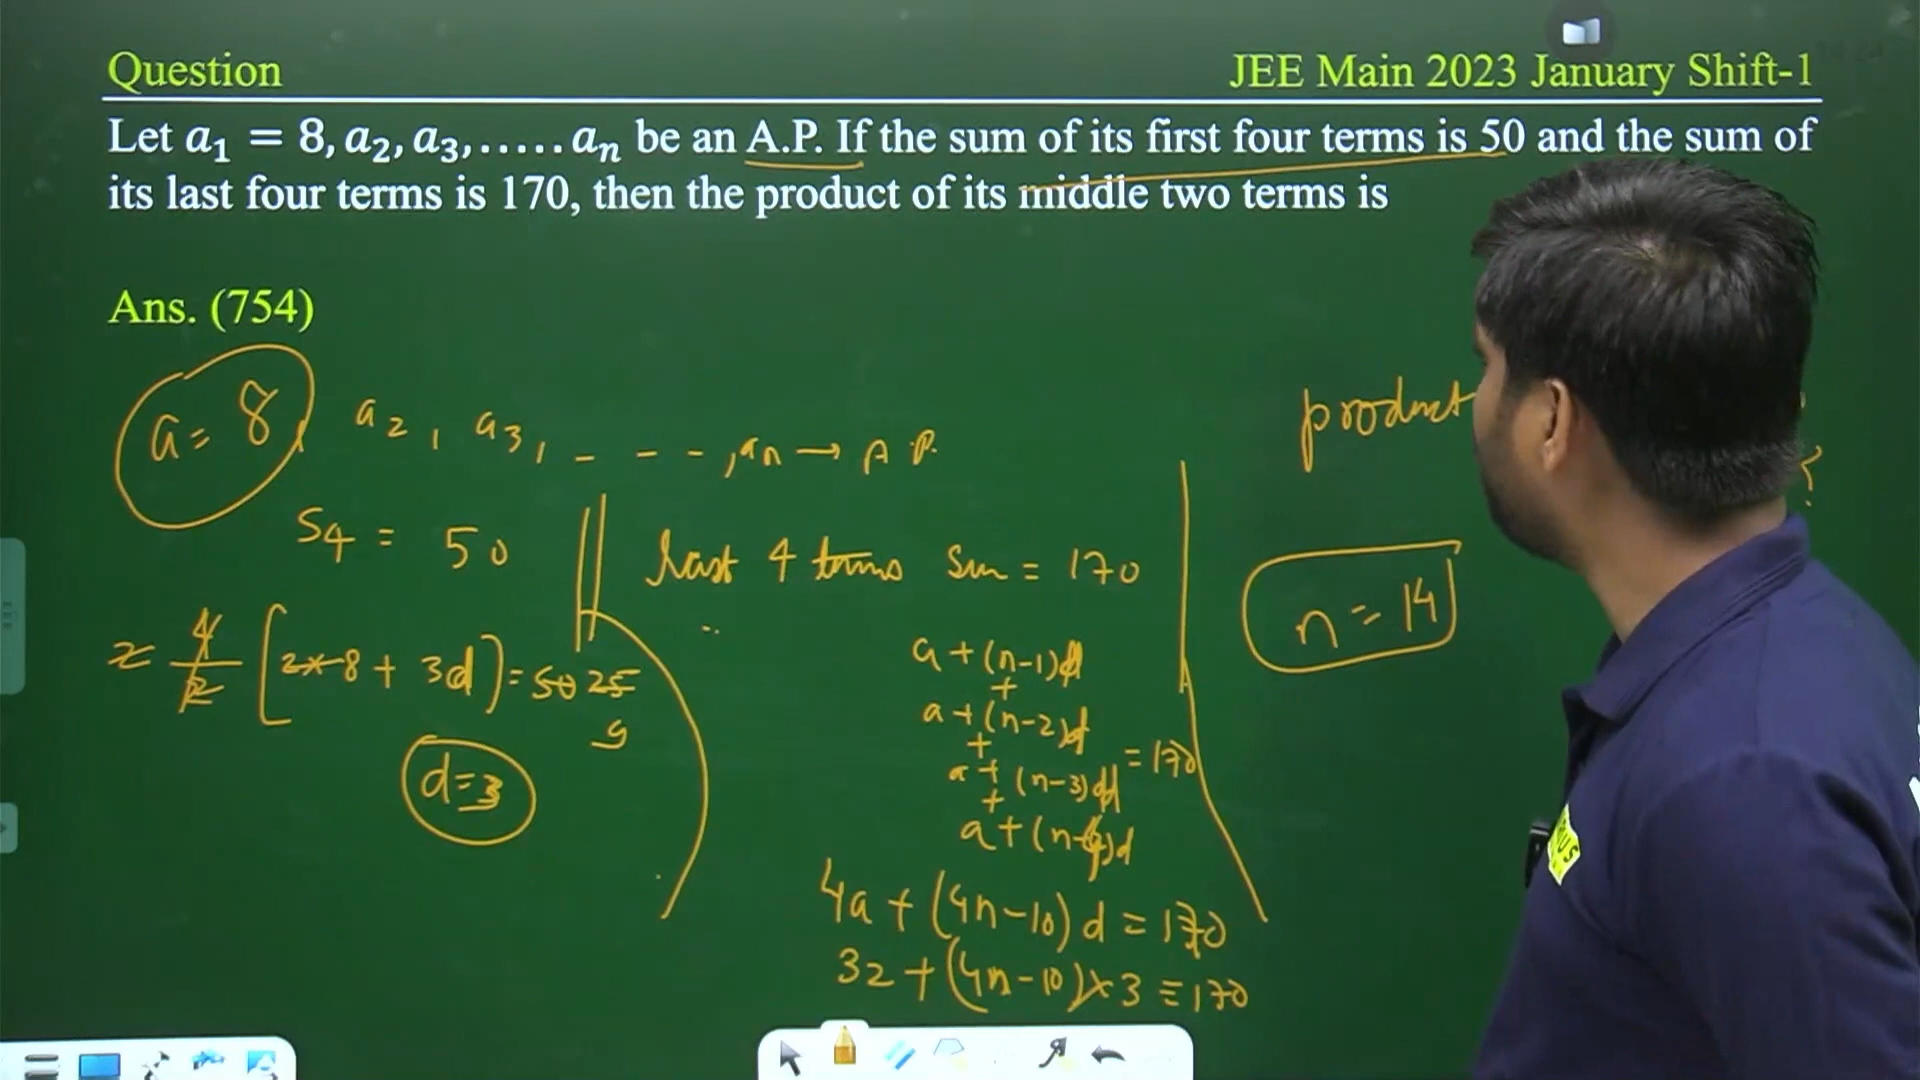 Question
JEE Main 2023 January Shift-1
Let a₁ = 8, a₂, a₃, ..... aₙ be an A.P. If the sum of its first four terms is 50 and the sum of
its last four terms is 170, then the product of its middle two terms is
Ans. (754)
a = 8, a₂, a₃, - - - -, aₙ → A.P.
product
?
S₄ = 50
last 4 terms sum = 170
n = 14
4/2 [2×8 + 3d] = 50 25
9
d = 3
a + (n-1)d
+
a + (n-2)d
+
a + (n-3)d
= 170
+
a + (n-4)d
4a + (4n-10) d = 170
32 + (4n-10) × 3 = 170